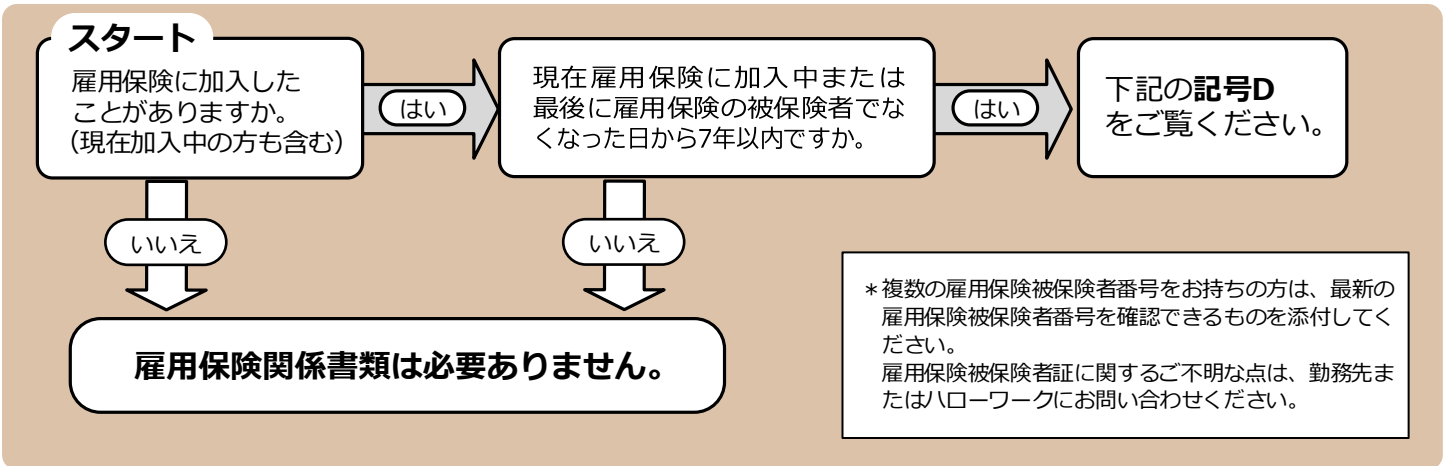 スタート
雇用保険に加入した
ことがありますか。
（現在加入中の方も含む）
はい
現在雇用保険に加入中または
最後に雇用保険の被保険者でな
くなった日から7年以内ですか。
はい
下記の記号D
をご覧ください。
いいえ
いいえ
雇用保険関係書類は必要ありません。
＊複数の雇用保険被保険者番号をお持ちの方は、最新の
雇用保険被保険者番号を確認できるものを添付してく
ださい。
雇用保険被保険者証に関するご不明な点は、勤務先ま
たはハローワークにお問い合わせください。